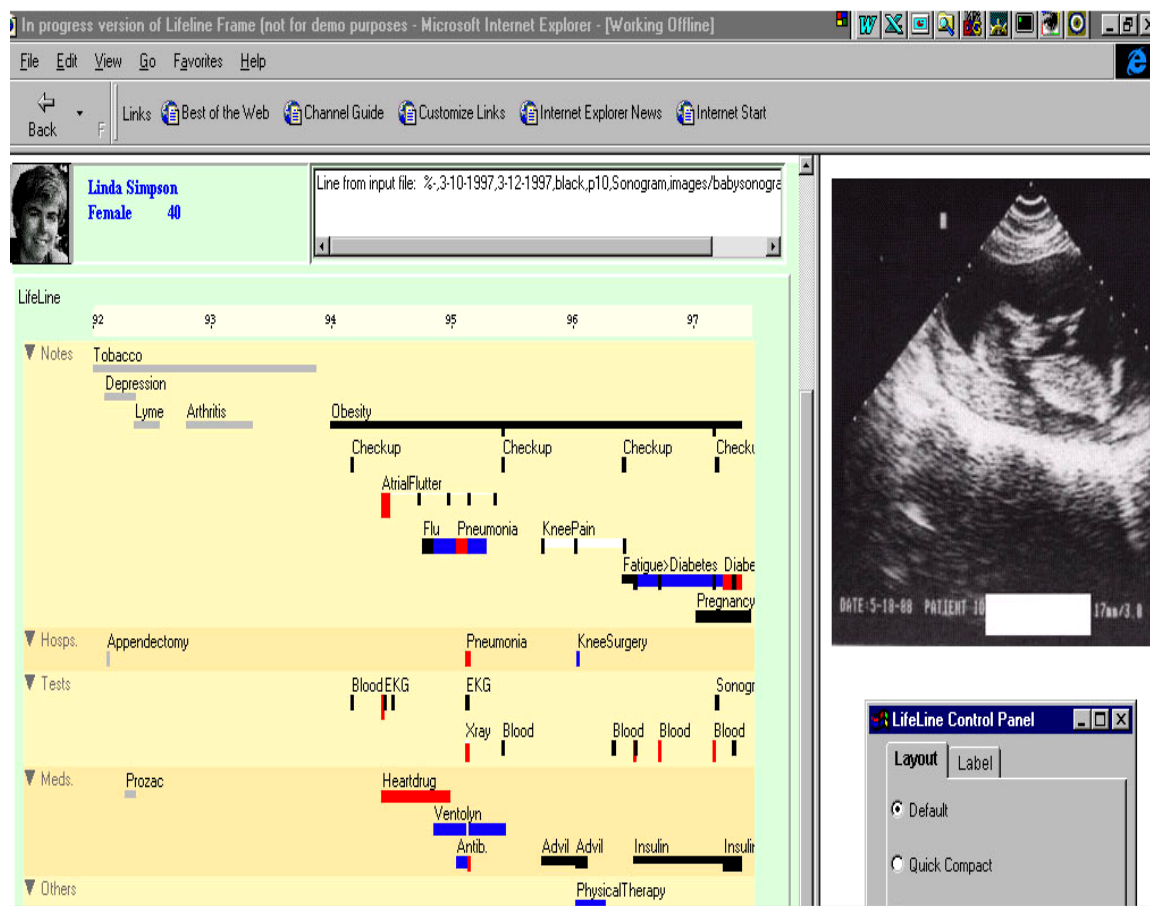 In progress version of Lifeline Frame (not for demo purposes - Microsoft Internet Explorer - [Working Offline]
File Edit View Go Favorites Help
Back F Links Best of the Web Channel Guide Customize Links Internet Explorer News Internet Start
Linda Simpson
Female 40
Line from input file: %-,3-10-1997,3-12-1997,black,p10,Sonogram,images/babysonogra
LifeLine
92 93 94 95 96 97
Notes Tobacco
Depression
Lyme Arthritis Obesity
Checkup Checkup Checkup Checku
AtrialFlutter
Flu Pneumonia KneePain
Fatigue>Diabetes Diabe
Pregnancy
Hosps. Appendectomy Pneumonia KneeSurgery
Tests Blood EKG EKG Sonogr
Xray Blood Blood Blood Blood
Meds. Prozac Heartdrug
Ventolyn
Antib. Advil Advil Insulin Insulin
Others PhysicalTherapy
DATE:5-18-88 PATIENT 10 17mm/3.0
LifeLine Control Panel
Layout Label
Default
Quick Compact